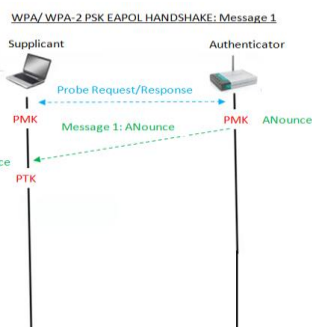 WPA/ WPA-2 PSK EAPOL HANDSHAKE: Message 1
Supplicant
Authenticator
Probe Request/Response
PMK
PMK
ANounce
Message 1: ANounce
ce
PTK